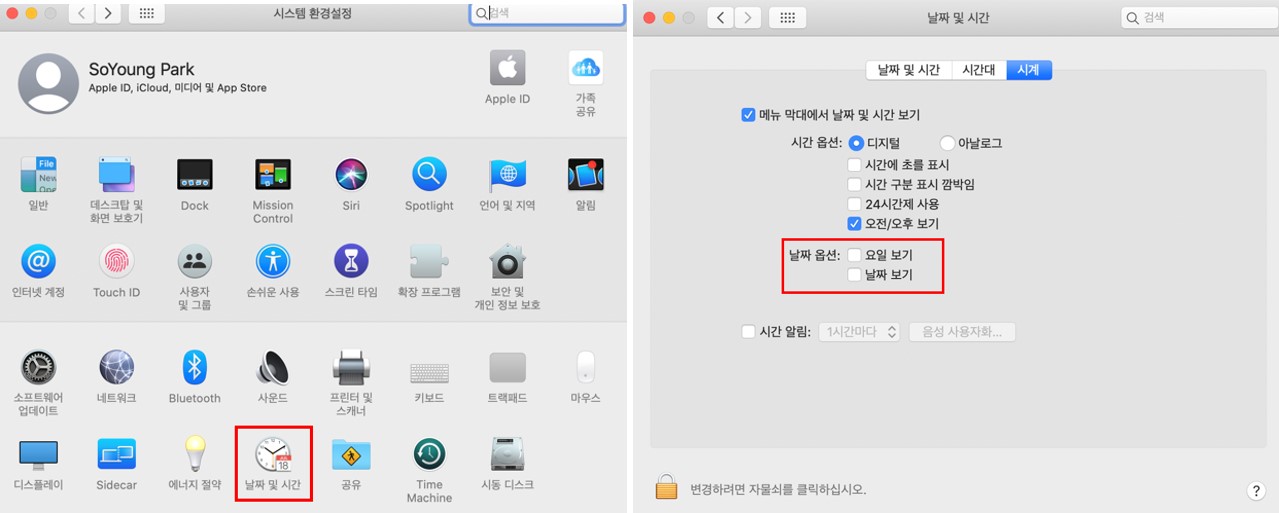 시스템 환경설정
검색
SoYoung Park
Apple ID, iCloud, 미디어 및 App Store
Apple ID
가족
공유
File
New
Ope
일반
데스크탑 및
화면 보호기
Dock
Mission
Control
Siri
Spotlight
언어 및 지역
알림
인터넷 계정
Touch ID
사용자
및 그룹
손쉬운 사용
스크린 타임
확장 프로그램
보안 및
개인 정보 보호
소프트웨어
업데이트
네트워크
Bluetooth
사운드
프린터 및
스캐너
키보드
트랙패드
마우스
디스플레이
Sidecar
에너지 절약
18
날짜 및 시간
공유
Time
Machine
시동 디스크
날짜 및 시간
검색
날짜 및 시간 시간대 시계
메뉴 막대에서 날짜 및 시간 보기
시간 옵션: 디지털 아날로그
시간에 초를 표시
시간 구분 표시 깜박임
24시간제 사용
오전/오후 보기
날짜 옵션: 요일 보기
날짜 보기
시간 알림: 1시간마다 음성 사용자화...
변경하려면 자물쇠를 클릭하십시오.
?